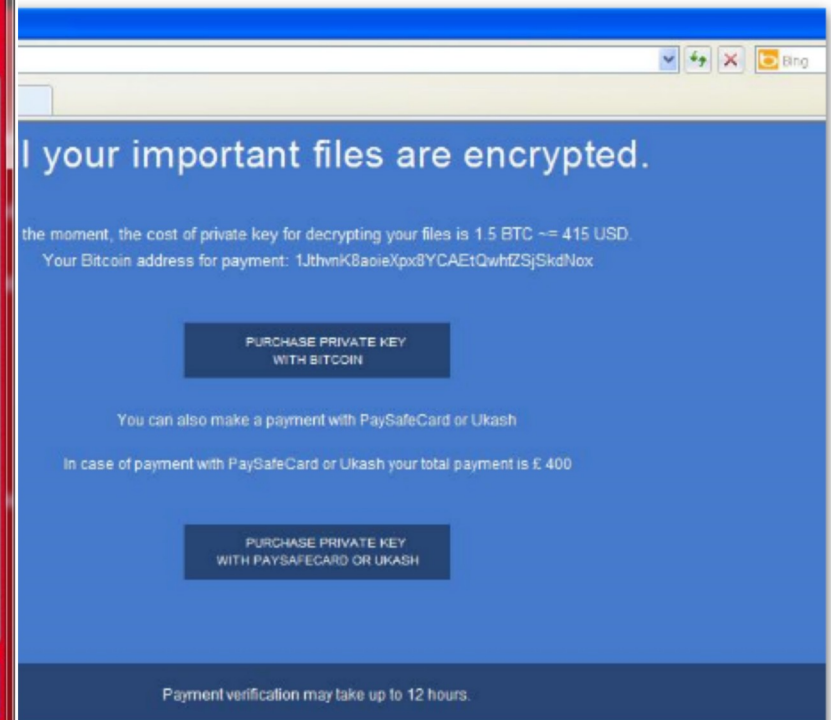 Bing
l your important files are encrypted.
the moment, the cost of private key for decrypting your files is 1.5 BTC ~= 415 USD.
Your Bitcoin address for payment:
PURCHASE PRIVATE KEY
WITH BITCOIN
You can also make a payment with PaySafeCard or Ukash
In case of payment with PaySafeCard or Ukash your total payment is £ 400
PURCHASE PRIVATE KEY
WITH PAYSAFECARD OR UKASH
Payment verification may take up to 12 hours.